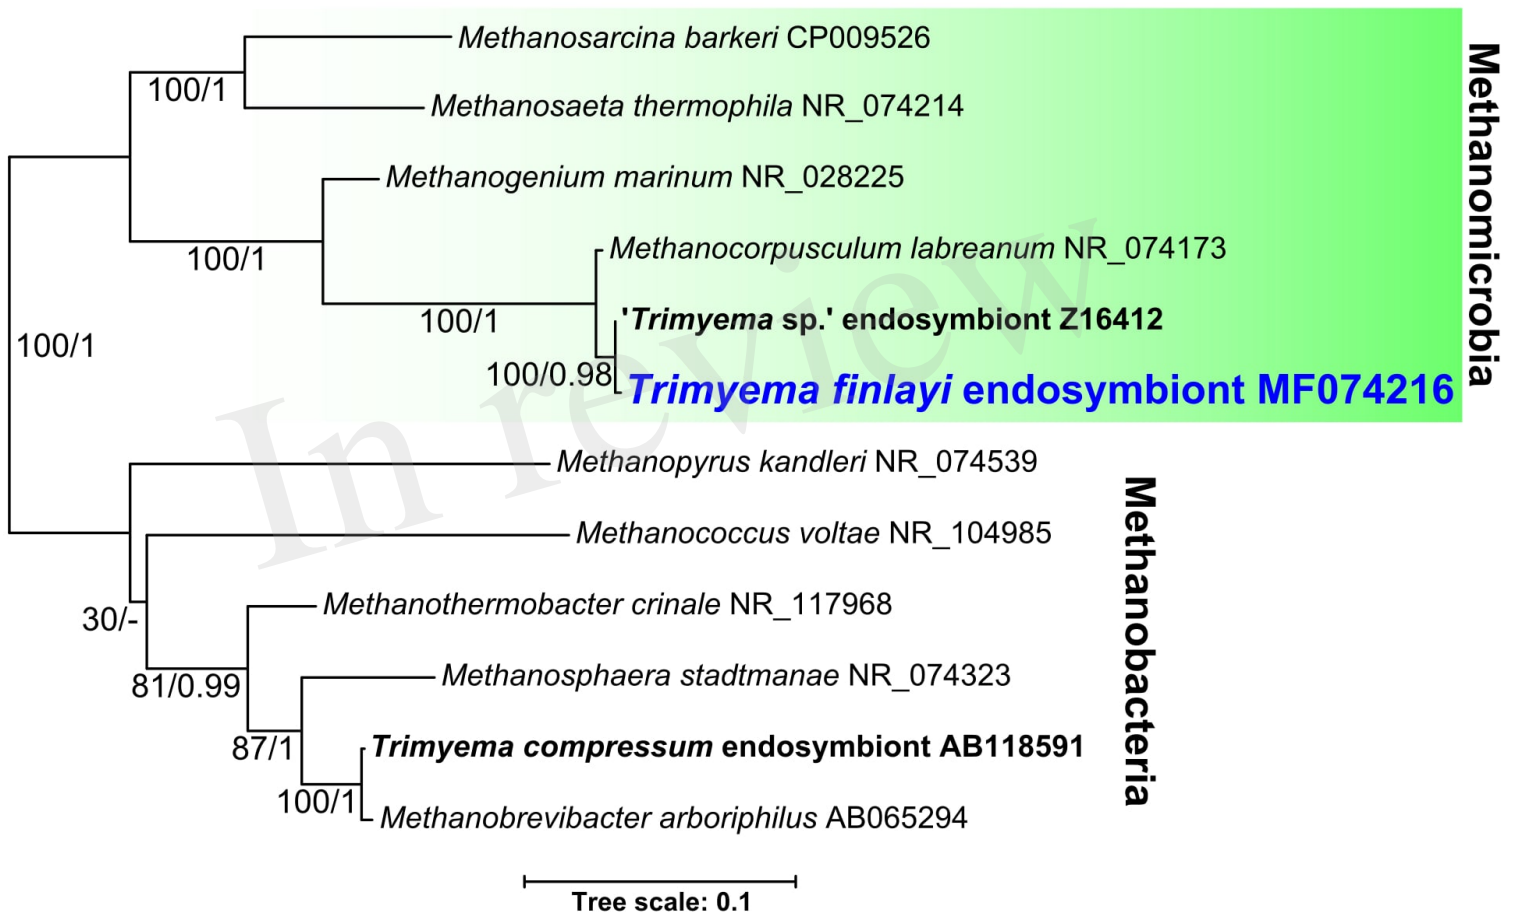 Methanosarcina barkeri CP009526
100/1
Methanosaeta thermophila NR_074214
Methanogenium marinum NR_028225
100/1
Methanocorpusculum labreanum NR_074173
100/1
'Trimyema sp.' endosymbiont Z16412
100/1
100/0.98
Trimyema finlayi endosymbiont MF074216
Methanomicrobia
In review
Methanopyrus kandleri NR_074539
Methanococcus voltae NR_104985
Methanothermobacter crinale NR_117968
30/-
Methanosphaera stadtmanae NR_074323
81/0.99
Trimyema compressum endosymbiont AB118591
87/1
100/1
Methanobrevibacter arboriphilus AB065294
Methanobacteria
Tree scale: 0.1